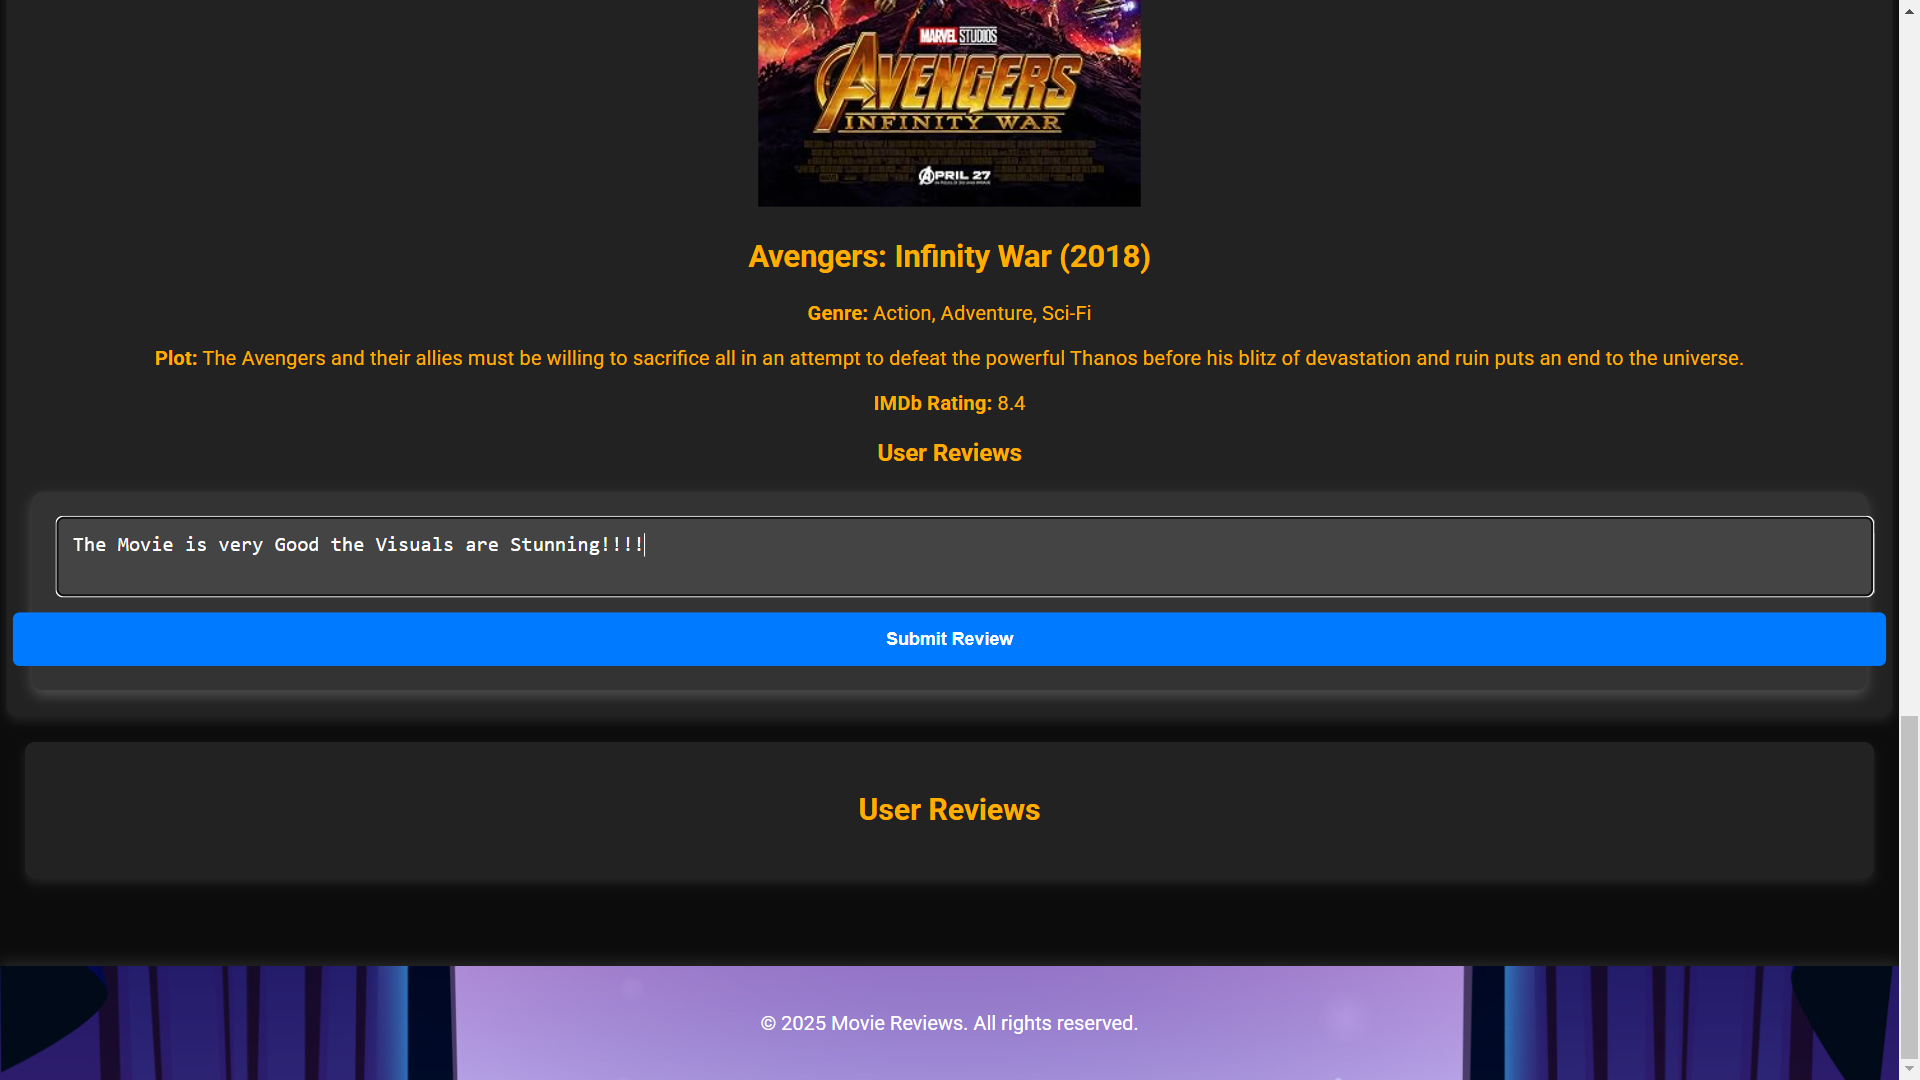 MARVEL STUDIOS
AVENGERS
INFINITY WAR
APRIL 27
Avengers: Infinity War (2018)
Genre: Action, Adventure, Sci-Fi
Plot: The Avengers and their allies must be willing to sacrifice all in an attempt to defeat the powerful Thanos before his blitz of devastation and ruin puts an end to the universe.
IMDb Rating: 8.4
User Reviews
The Movie is very Good the Visuals are Stunning!!!!
Submit Review
User Reviews
© 2025 Movie Reviews. All rights reserved.